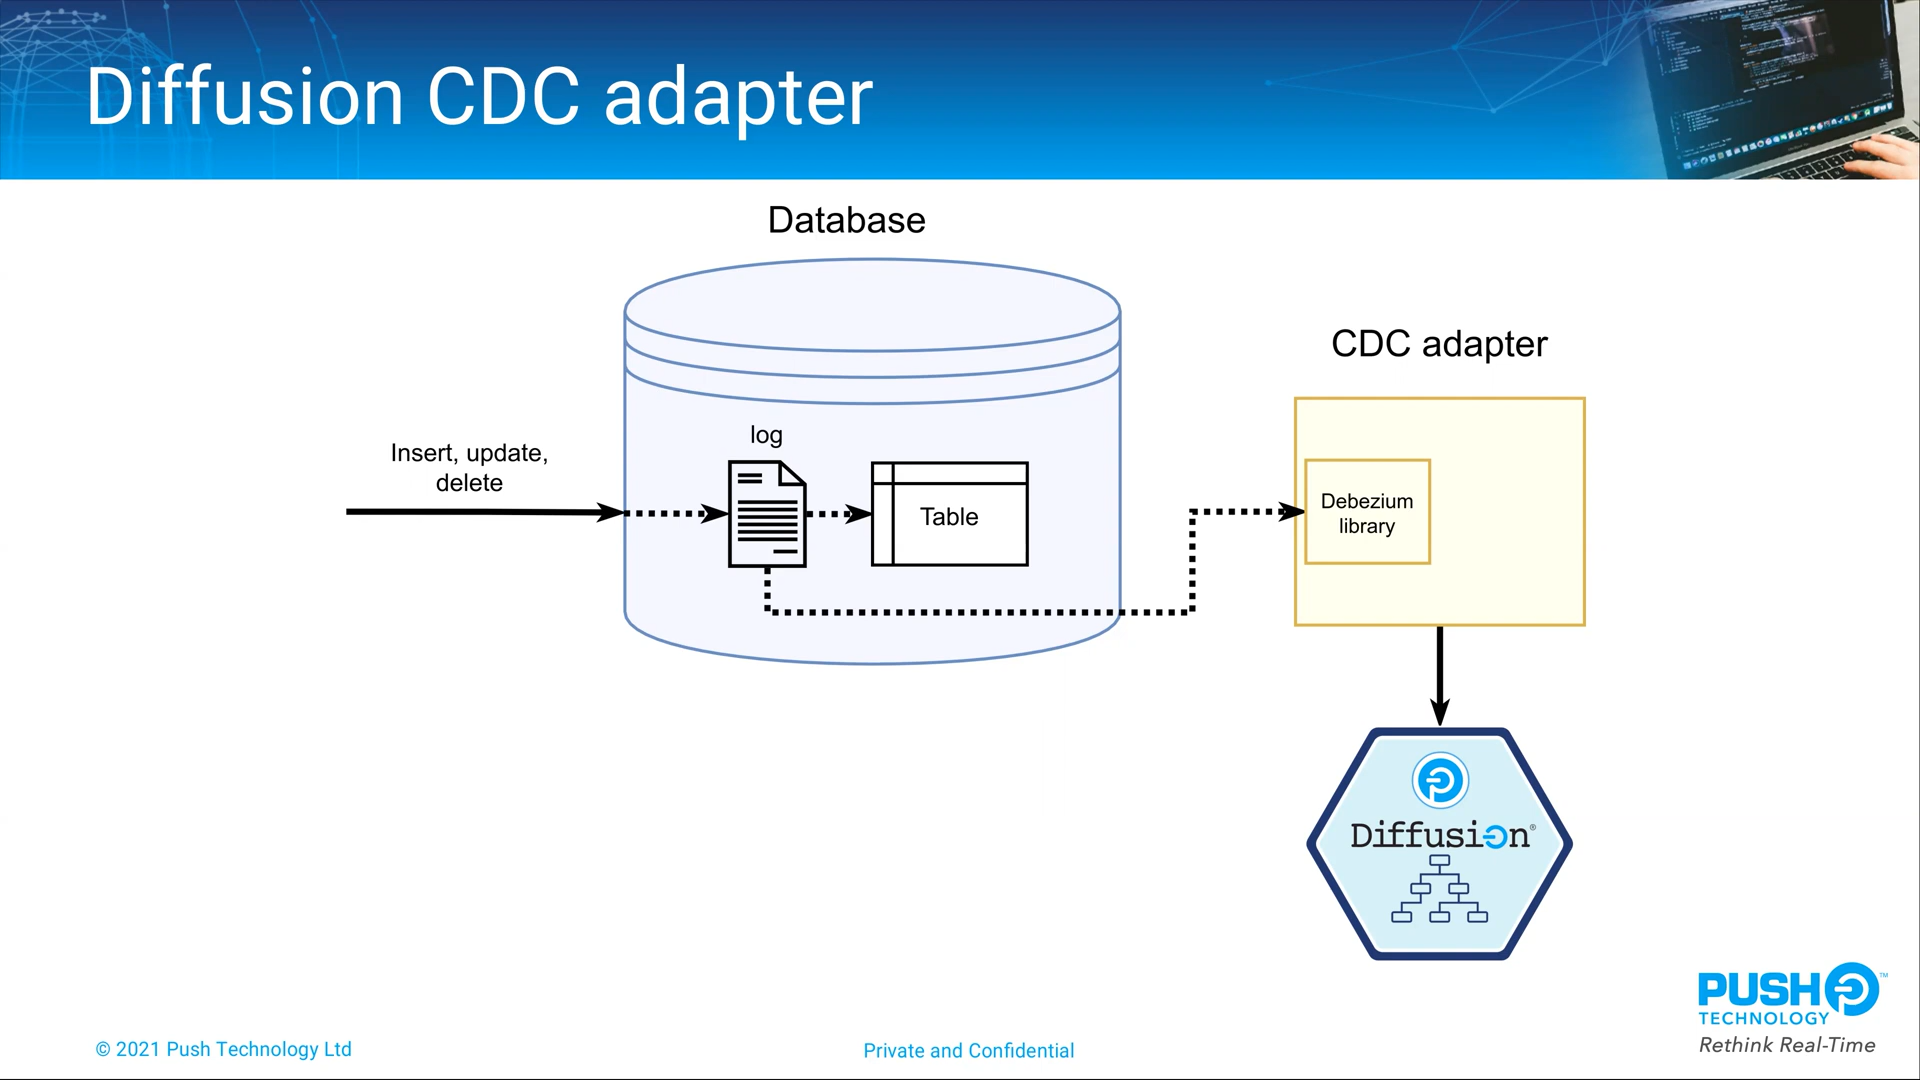 Diffusion CDC adapter
Database
CDC adapter
log
Insert, update,
delete
Table
Debezium
library
Diffusion®
PUSH
TECHNOLOGY
Rethink Real-Time
© 2021 Push Technology Ltd
Private and Confidential